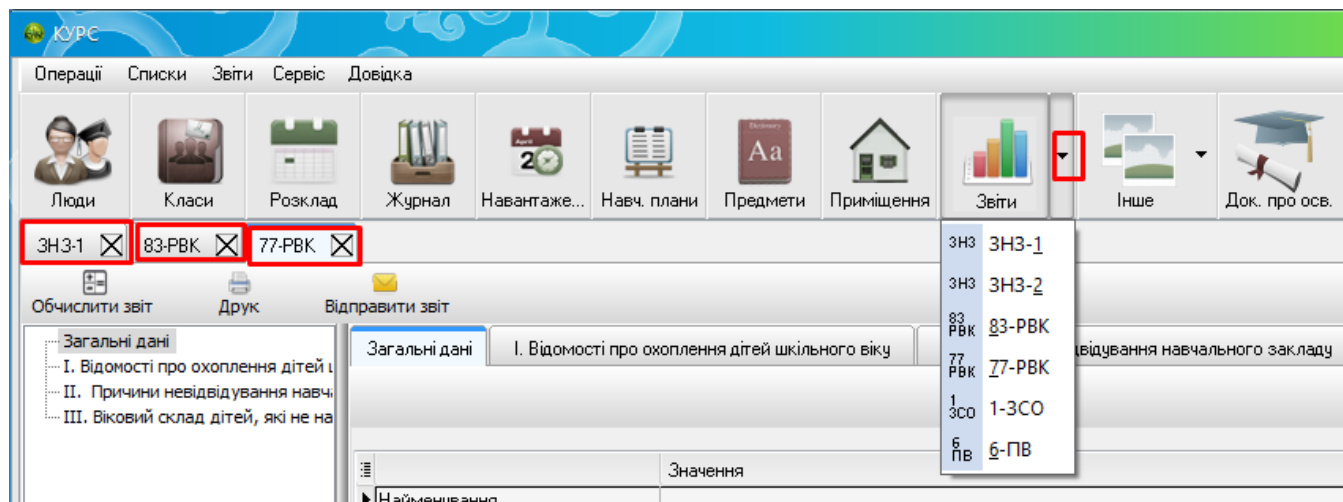 КУРС
Операції Списки Звіти Сервіс Довідка
Люди Класи Розклад Журнал Навантаже... Навч. плани Предмети Приміщення Звіти Інше Док. про осв.
ЗНЗ-1 83-РВК 77-РВК
ЗНЗ ЗНЗ-1
ЗНЗ ЗНЗ-2
83 РВК 83-РВК
77 РВК 77-РВК
1 ЗСО 1-ЗСО
6 ПВ 6-ПВ
Обчислити звіт Друк Відправити звіт
Загальні дані
І. Відомості про охоплення дітей
ІІ. Причини невідвідування
ІІІ. Віковий склад дітей, які не на
Загальні дані І. Відомості про охоплення дітей шкільного віку навчального закладу
Значення
Найменування